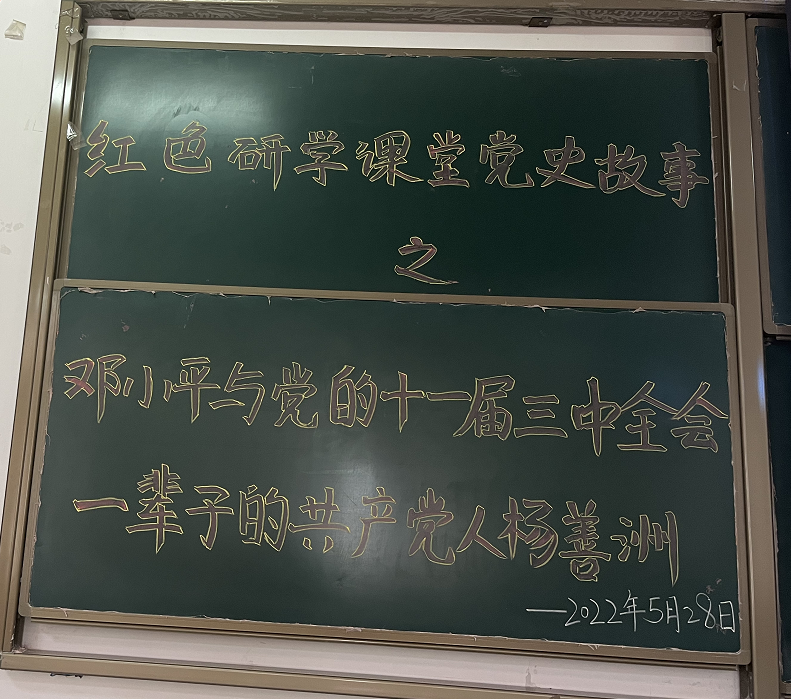 红色研学课堂党史故事
之
邓小平与党的十一届三中全会
一辈子的共产党人杨善洲
——2022年5月28日